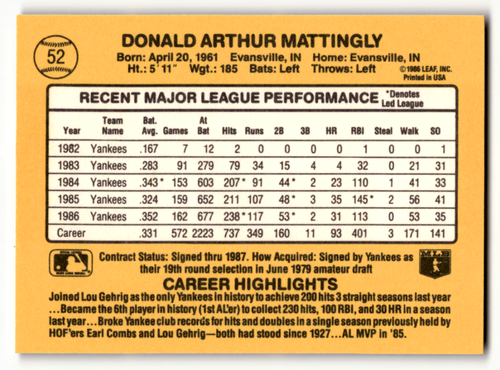 52
DONALD ARTHUR MATTINGLY
Born: April 20, 1961 Evansville, IN Home: Evansville, IN
Ht.: 5'11" Wgt.: 185 Bats: Left Throws: Left
©1986 LEAF, INC.
Printed in USA
RECENT MAJOR LEAGUE PERFORMANCE *Denotes Led League
Year Team Name Bat. Avg. Games At Bat Hits Runs 2B 3B HR RBI Steal Walk SO
1982 Yankees .167 7 12 2 0 0 0 0 1 0 0 1
1983 Yankees .283 91 279 79 34 15 4 4 32 0 21 31
1984 Yankees .343* 153 603 207* 91 44* 2 23 110 1 41 33
1985 Yankees .324 159 652 211 107 48* 3 35 145* 2 56 41
1986 Yankees .352 162 677 238* 117 53* 2 31 113 0 53 35
Career .331 572 2223 737 349 160 11 93 401 3 171 141
Contract Status: Signed thru 1987. How Acquired: Signed by Yankees as
their 19th round selection in June 1979 amateur draft
MLB
CAREER HIGHLIGHTS
Joined Lou Gehrig as the only Yankees in history to achieve 200 hits 3 straight seasons last year
...Became the 6th player in history (1st AL'er) to collect 230 hits, 100 RBI, and 30 HR in a season
last year...Broke Yankee club records for hits and doubles in a single season previously held by
HOF'ers Earl Combs and Lou Gehrig—both had stood since 1927...AL MVP in '85.